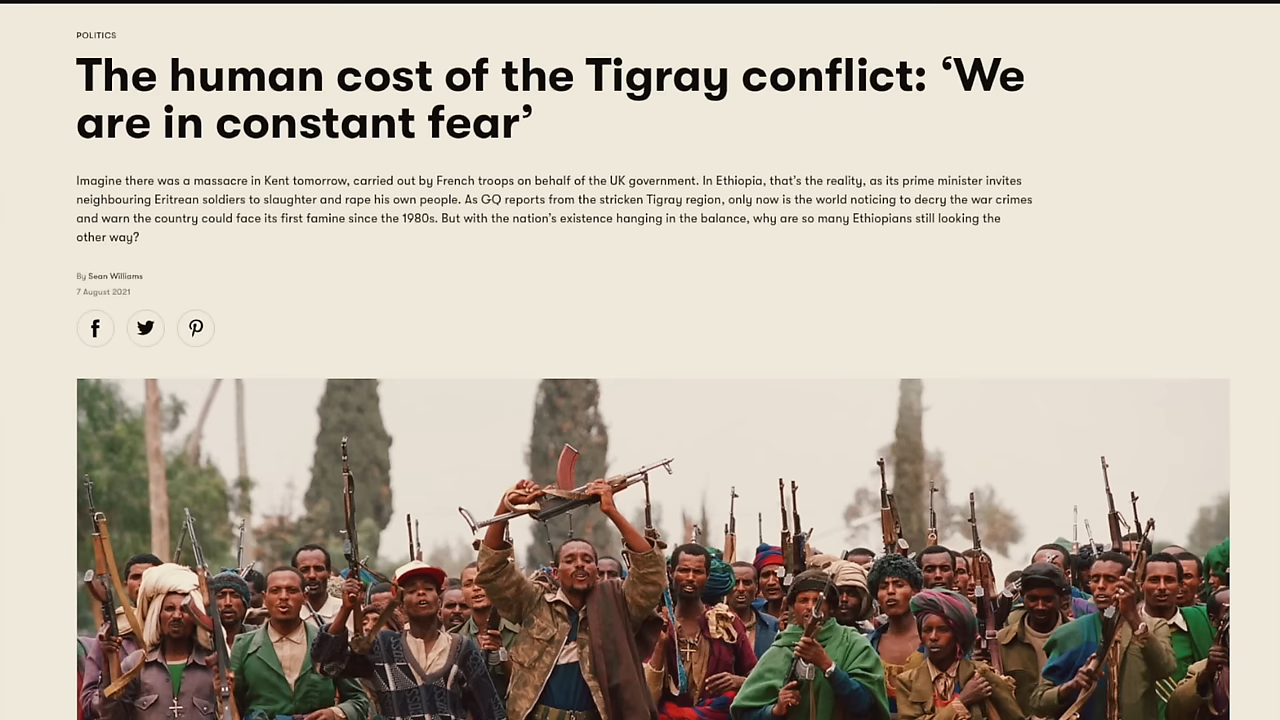 POLITICS
The human cost of the Tigray conflict: ‘We
are in constant fear’
Imagine there was a massacre in Kent tomorrow, carried out by French troops on behalf of the UK government. In Ethiopia, that’s the reality, as its prime minister invites
neighbouring Eritrean soldiers to slaughter and rape his own people. As GQ reports from the stricken Tigray region, only now is the world noticing to decry the war crimes
and warn the country could face its first famine since the 1980s. But with the nation’s existence hanging in the balance, why are so many Ethiopians still looking the
other way?
By Sean Williams
7 August 2021